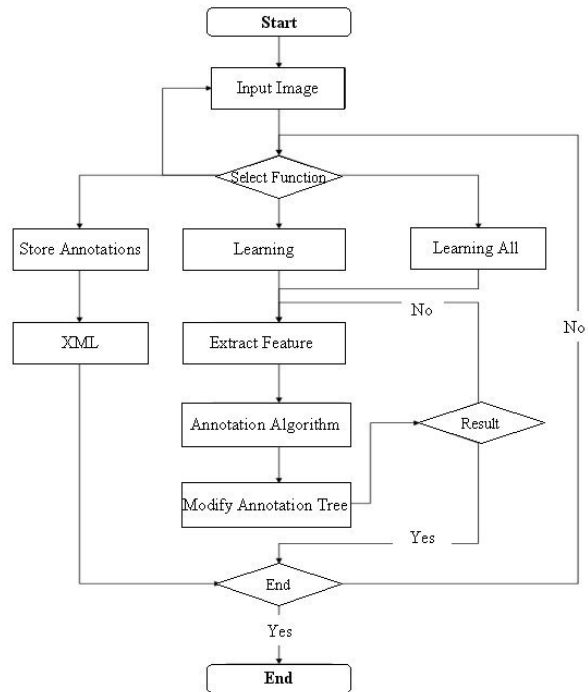 Start
Input Image
Select Function
Store Annotations
Learning
Learning All
No
No
XML
Extract Feature
Annotation Algorithm
Result
Modify Annotation Tree
Yes
End
Yes
End